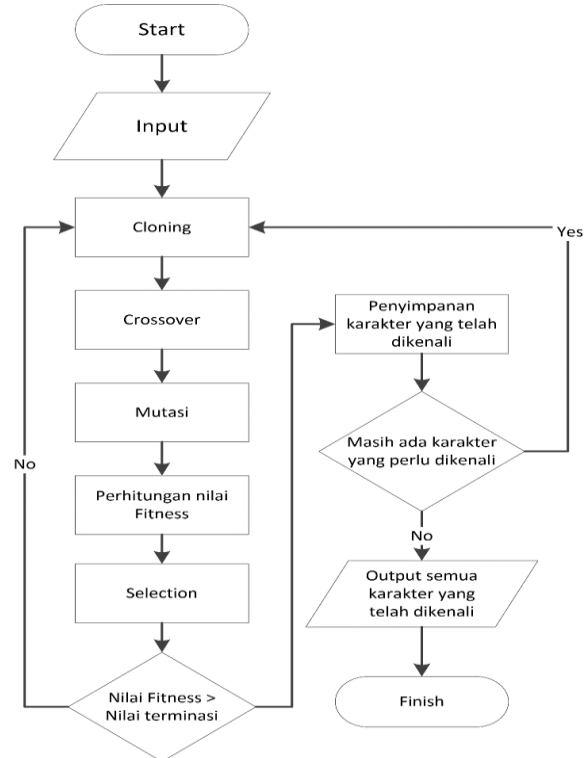 Start
Input
Cloning
Crossover
Mutasi
Perhitungan nilai
Fitness
Selection
Nilai Fitness >
Nilai terminasi
No
Penyimpanan
karakter yang telah
dikenali
Masih ada karakter
yang perlu dikenali
Yes
No
Output semua
karakter yang
telah dikenali
Finish